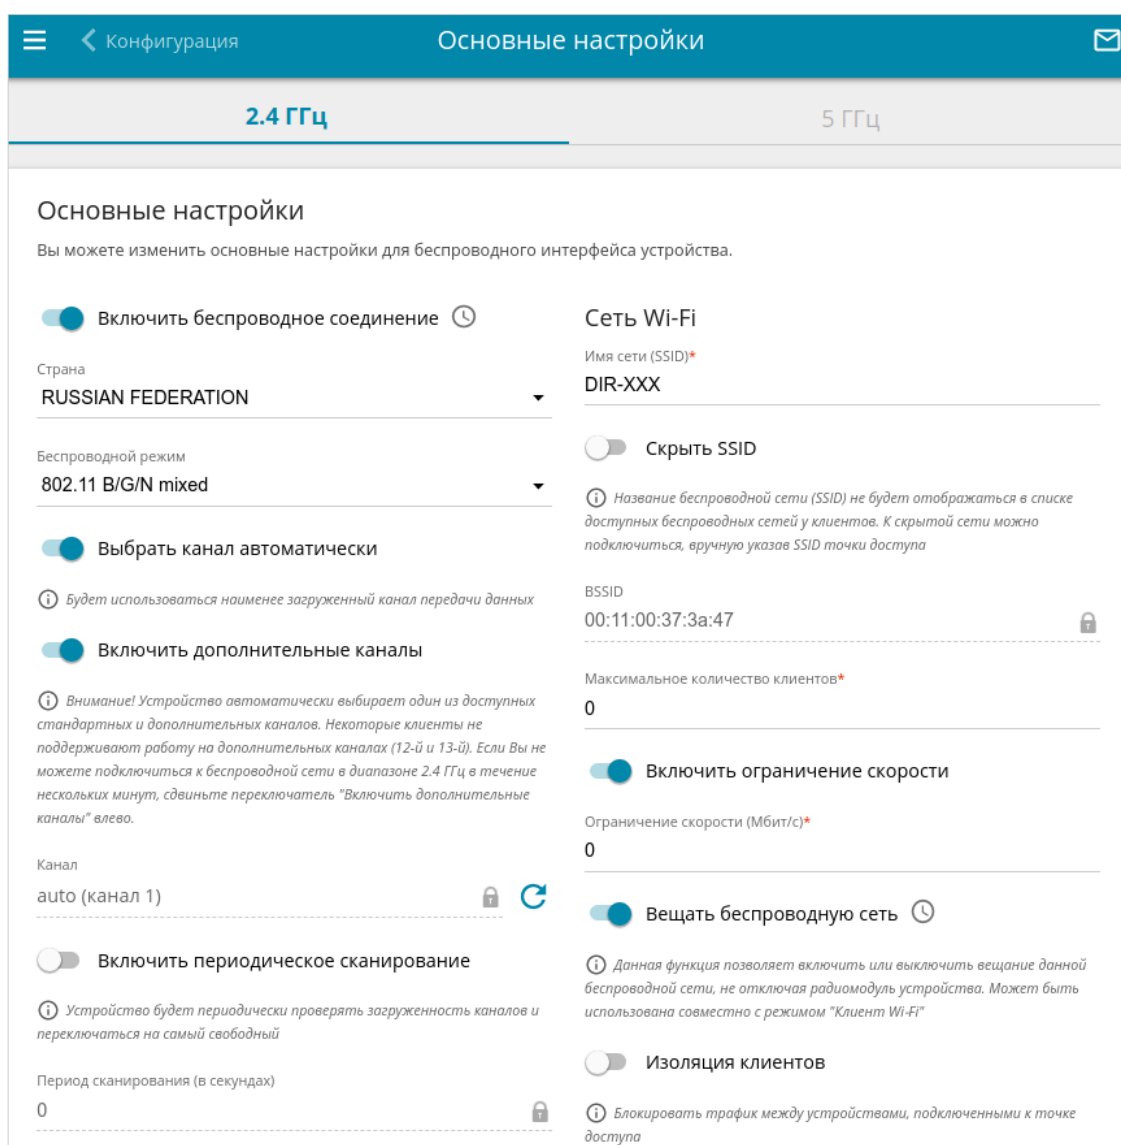 Конфигурация
Основные настройки
2.4 ГГц
5 ГГц
Основные настройки
Вы можете изменить основные настройки для беспроводного интерфейса устройства.
Включить беспроводное соединение
Страна
RUSSIAN FEDERATION
Беспроводной режим
802.11 B/G/N mixed
Выбрать канал автоматически
Будет использоваться наименее загруженный канал передачи данных
Включить дополнительные каналы
Внимание! Устройство автоматически выбирает один из доступных
стандартных и дополнительных каналов. Некоторые клиенты не
поддерживают работу на дополнительных каналах (12-й и 13-й). Если Вы не
можете подключиться к беспроводной сети в диапазоне 2.4 ГГц в течение
нескольких минут, сдвиньте переключатель "Включить дополнительные
каналы" влево.
Канал
auto (канал 1)
Включить периодическое сканирование
Устройство будет периодически проверять загруженность каналов и
переключаться на самый свободный
Период сканирования (в секундах)
0
Сеть Wi-Fi
Имя сети (SSID)*
DIR-XXX
Скрыть SSID
Название беспроводной сети (SSID) не будет отображаться в списке
доступных беспроводных сетей у клиентов. К скрытой сети можно
подключиться, вручную указав SSID точки доступа
BSSID
00:11:00:37:3a:47
Максимальное количество клиентов*
0
Включить ограничение скорости
Ограничение скорости (Мбит/с)*
0
Вещать беспроводную сеть
Данная функция позволяет включить или выключить вещание данной
беспроводной сети, не отключая радиомодуль устройства. Может быть
использована совместно с режимом "Клиент Wi-Fi"
Изоляция клиентов
Блокировать трафик между устройствами, подключенными к точке
доступа